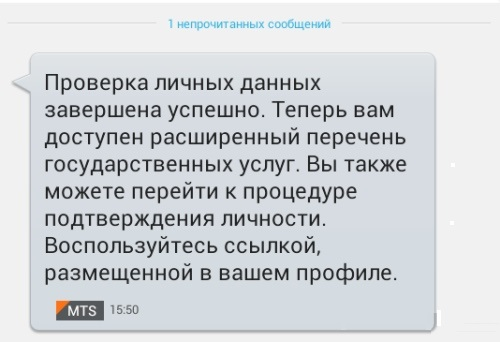 1 непрочитанных сообщений
Проверка личных данных
завершена успешно. Теперь вам
доступен расширенный перечень
государственных услуг. Вы также
можете перейти к процедуре
подтверждения личности.
Воспользуйтесь ссылкой,
размещенной в вашем профиле.
MTS 15:50